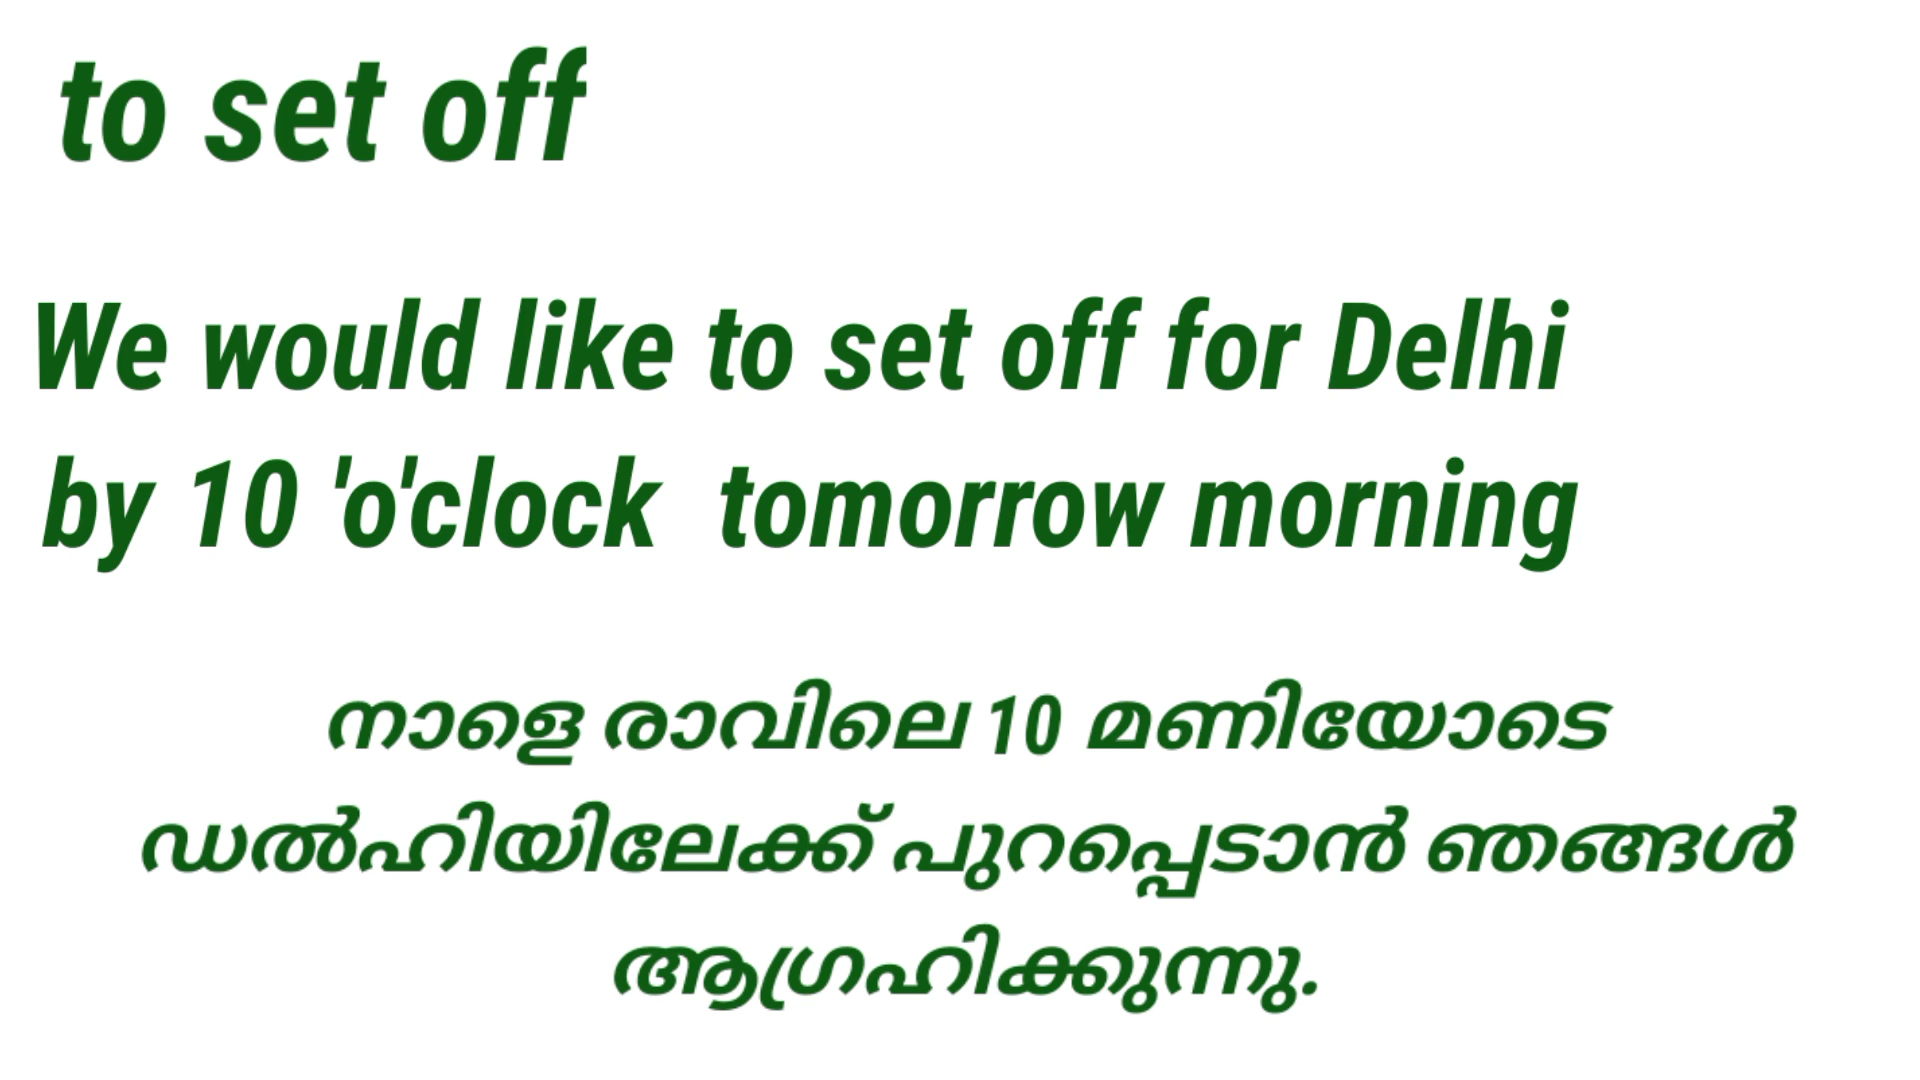 to set off
We would like to set off for Delhi
by 10 'o'clock  tomorrow morning
നാളെ രാവിലെ 10 മണിയോടെ
ഡൽഹിയിലേക്ക് പുറപ്പെടാൻ ഞങ്ങൾ
ആഗ്രഹിക്കുന്നു.